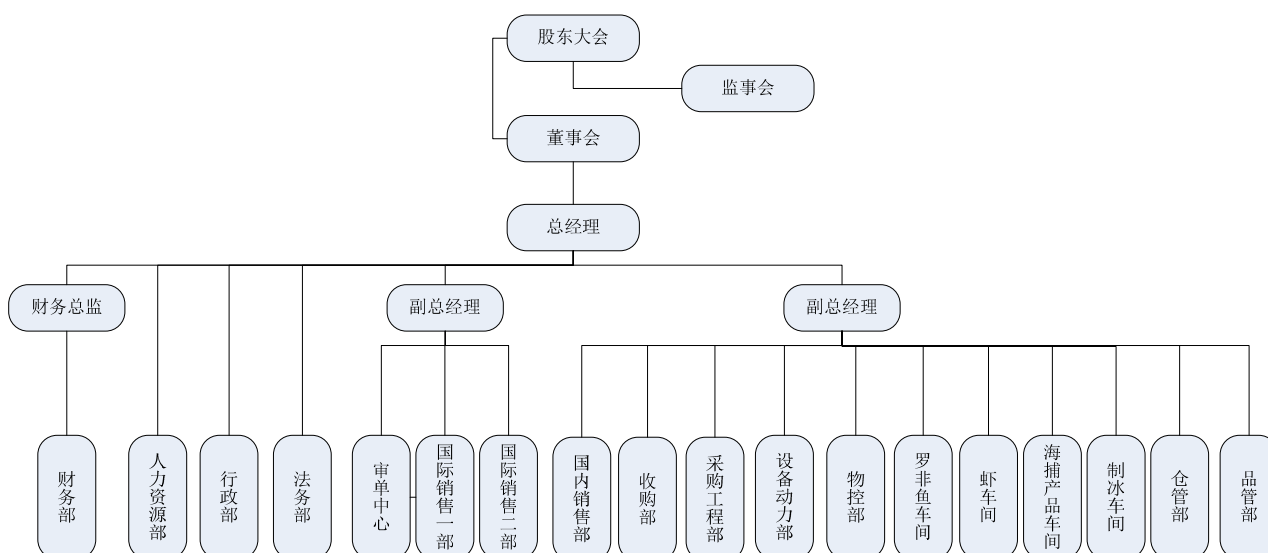 股东大会
监事会
董事会
总经理
财务总监
副总经理
副总经理
财务部
人力资源部
行政部
法务部
审单中心
国际销售一部
国际销售二部
国内销售部
收购部
采购工程部
设备动力部
物控部
罗非鱼车间
虾车间
海捕产品车间
制冰车间
仓管部
品管部